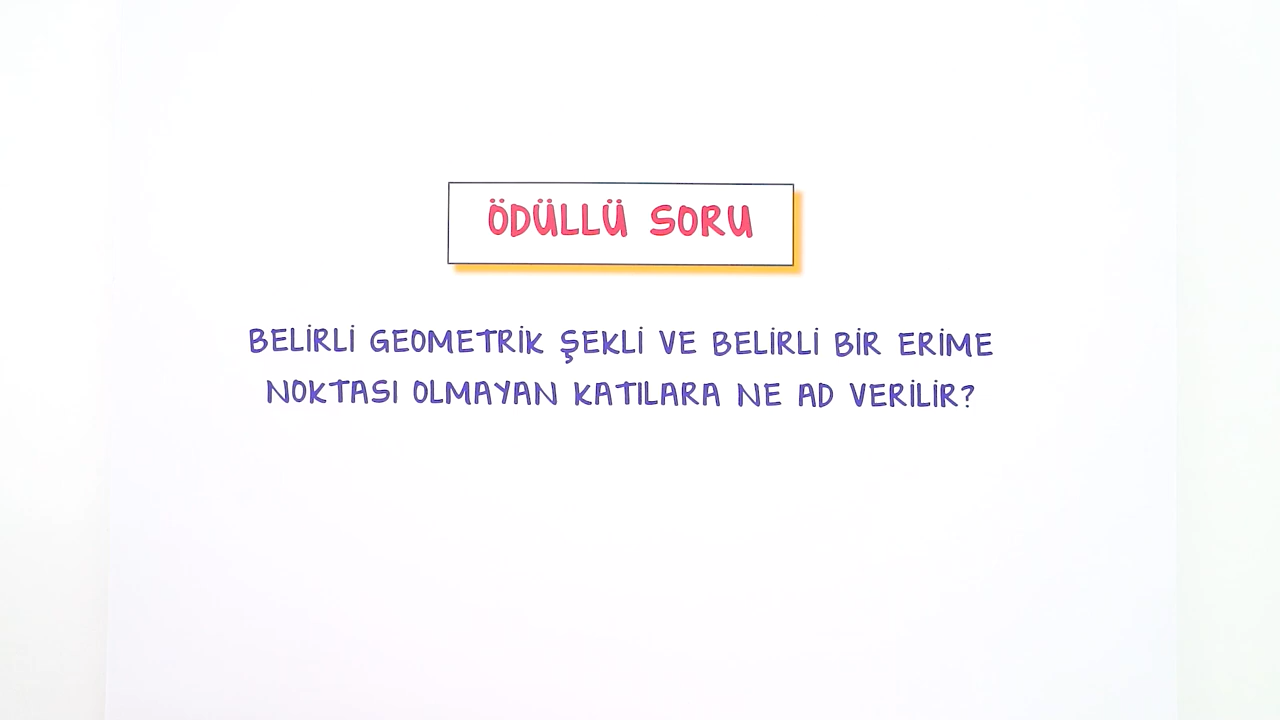 ÖDÜLLÜ SORU
BELİRLİ GEOMETRİK ŞEKLİ VE BELİRLİ BİR ERİME
NOKTASI OLMAYAN KATILARA NE AD VERİLİR?